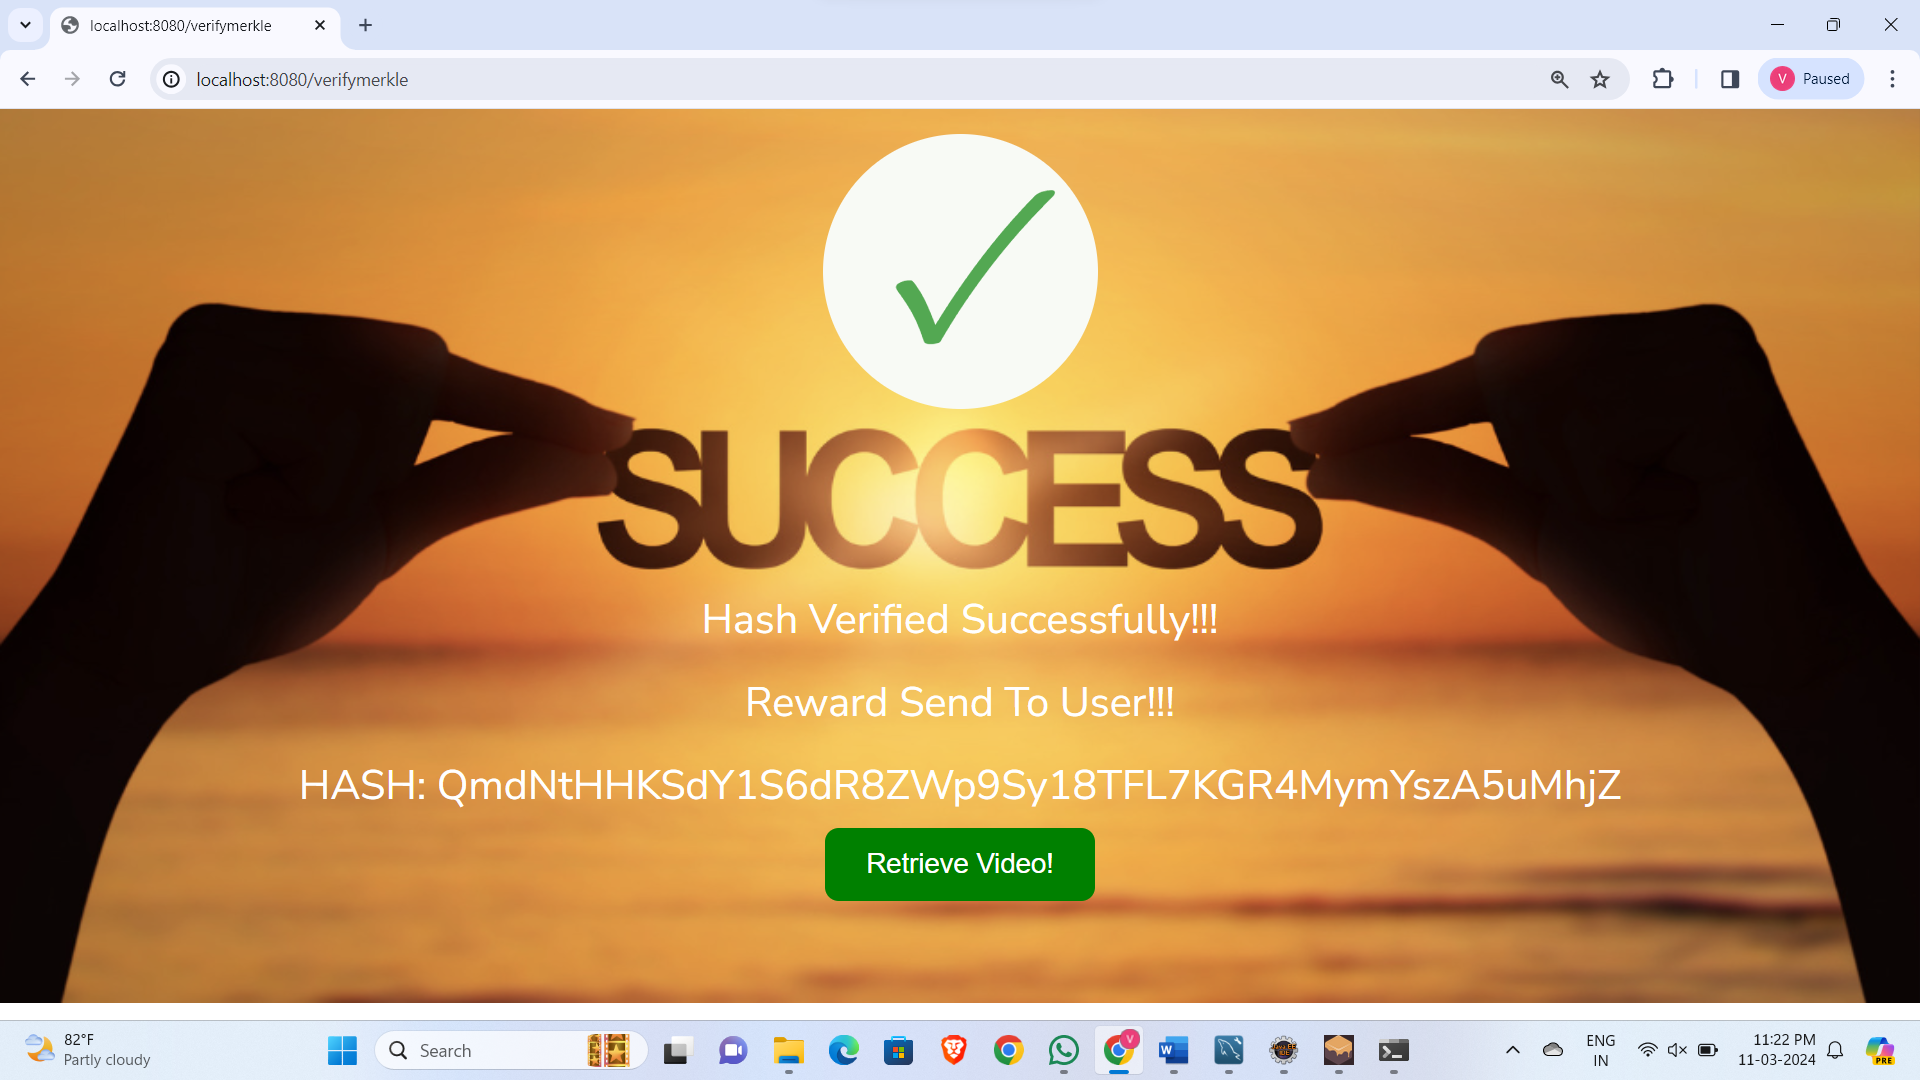 localhost:8080/verifymerkle
localhost:8080/verifymerkle
V
Paused
SUCCESS
Hash Verified Successfully!!!
Reward Send To User!!!
HASH: QmdNtHHKSdY1S6dR8ZWp9Sy18TFL7KGR4MymYszA5uMhjZ
Retrieve Video!
82°F
Partly cloudy
Search
V
W
ENG
IN
11:22 PM
11-03-2024
PRE